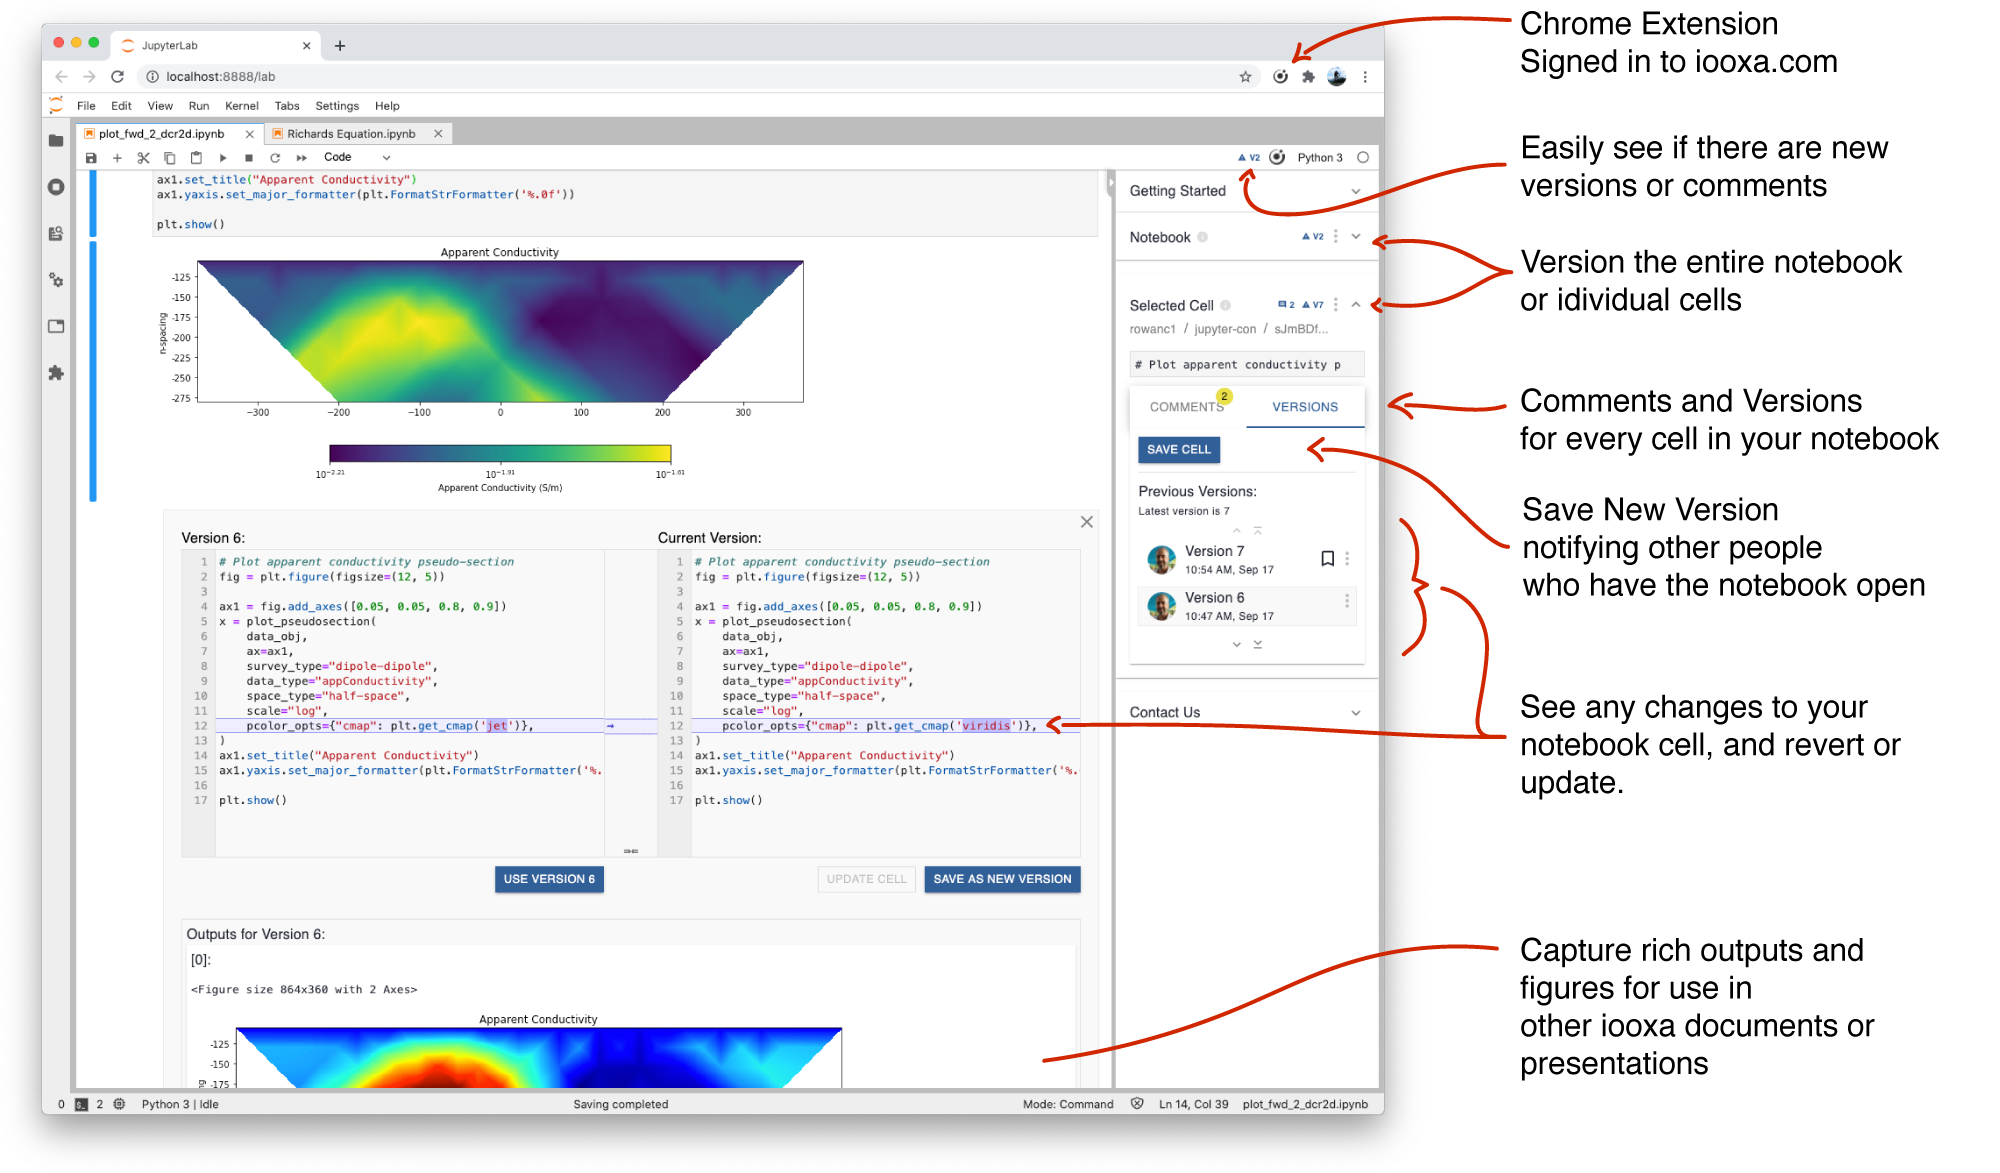 JupyterLab
localhost:8888/lab
File Edit View Run Kernel Tabs Settings Help
plot_fwd_2_dcr2d.ipynb
Richards Equation.ipynb
Code
V2
Python 3
ax1.set_title("Apparent Conductivity")
ax1.yaxis.set_major_formatter(plt.FormatStrFormatter('%.0f'))
plt.show()
Apparent Conductivity
n-spacing
-125
-150
-175
-200
-225
-250
-275
-300 -200 -100 0 100 200 300
10^-2.21 10^-1.91 10^-1.61
Apparent Conductivity (S/m)
Version 6:
1 # Plot apparent conductivity pseudo-section
2 fig = plt.figure(figsize=(12, 5))
3
4 ax1 = fig.add_axes([0.05, 0.05, 0.8, 0.9])
5 x = plot_pseudosection(
6 data_obj,
7 ax=ax1,
8 survey_type="dipole-dipole",
9 data_type="appConductivity",
10 space_type="half-space",
11 scale="log",
12 pcolor_opts={"cmap": plt.get_cmap('jet')},
13 )
14 ax1.set_title("Apparent Conductivity")
15 ax1.yaxis.set_major_formatter(plt.FormatStrFormatter('%.
16
17 plt.show()
USE VERSION 6
Current Version:
1 # Plot apparent conductivity pseudo-section
2 fig = plt.figure(figsize=(12, 5))
3
4 ax1 = fig.add_axes([0.05, 0.05, 0.8, 0.9])
5 x = plot_pseudosection(
6 data_obj,
7 ax=ax1,
8 survey_type="dipole-dipole",
9 data_type="appConductivity",
10 space_type="half-space",
11 scale="log",
12 pcolor_opts={"cmap": plt.get_cmap('viridis')},
13 )
14 ax1.set_title("Apparent Conductivity")
15 ax1.yaxis.set_major_formatter(plt.FormatStrFormatter('%.
16
17 plt.show()
UPDATE CELL
SAVE AS NEW VERSION
Outputs for Version 6:
[0]:
<Figure size 864x360 with 2 Axes>
Apparent Conductivity
-125
-150
-175
Getting Started
Notebook V2
Selected Cell 2 V7
rowanc1 / jupyter-con / sJmBDf...
# Plot apparent conductivity p
COMMENTS 2
VERSIONS
SAVE CELL
Previous Versions:
Latest version is 7
Version 7
10:54 AM, Sep 17
Version 6
10:47 AM, Sep 17
Contact Us
0 2 Python 3 | Idle
Saving completed
Mode: Command
Ln 14, Col 39
plot_fwd_2_dcr2d.ipynb
Chrome Extension
Signed in to iooxa.com
Easily see if there are new
versions or comments
Version the entire notebook
or idividual cells
Comments and Versions
for every cell in your notebook
Save New Version
notifying other people
who have the notebook open
See any changes to your
notebook cell, and revert or
update.
Capture rich outputs and
figures for use in
other iooxa documents or
presentations